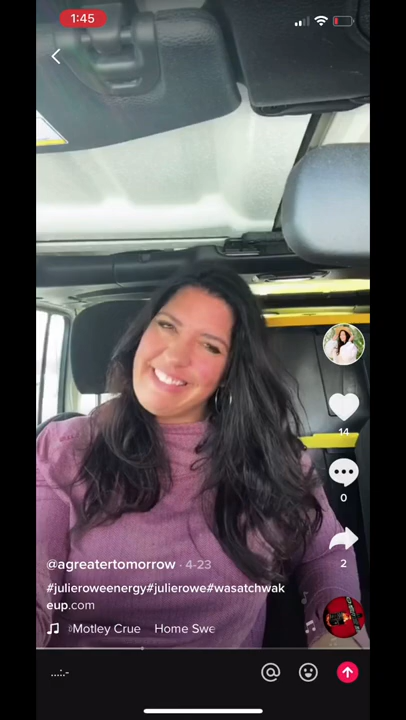 1:45
14
0
2
@agreatertomorrow · 4-23
#julieroweenergy#julierowe#wasatchwak
eup.com
Motley Crue Home Swe
...:-